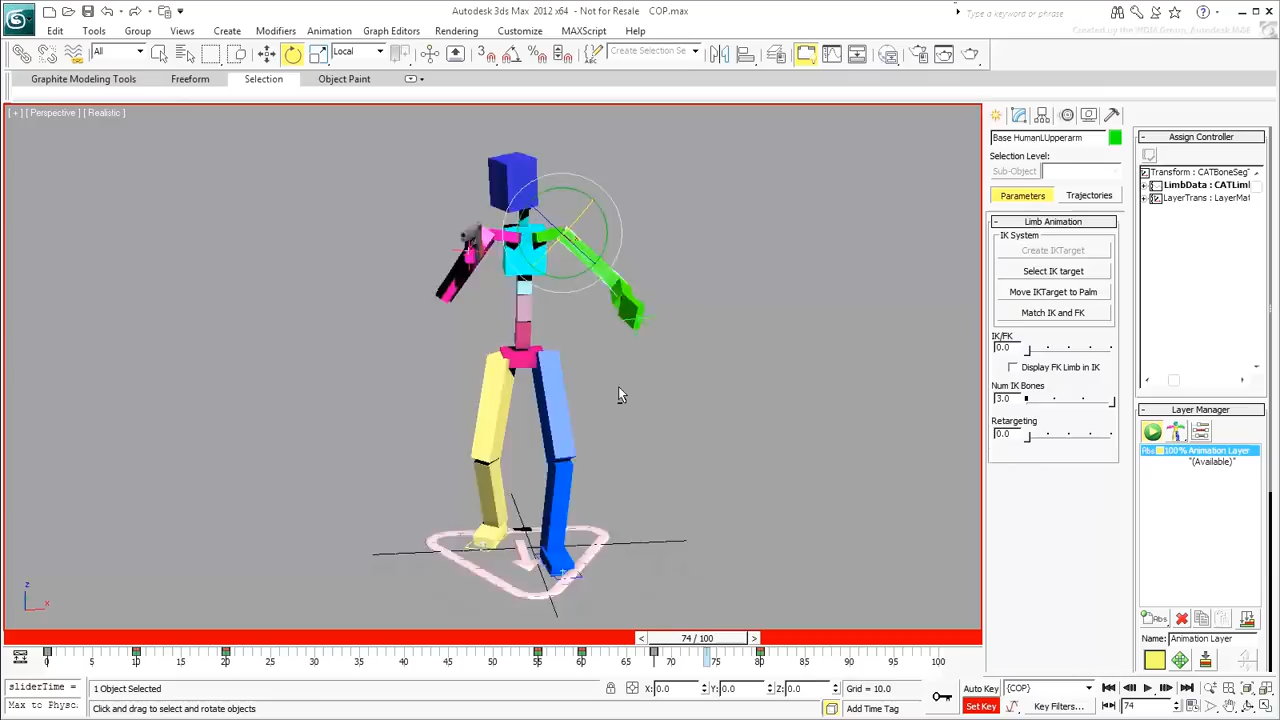 Autodesk 3ds Max 2012 x64 - Not for Resale COP.max
Type a keyword or phrase
Edit Tools Group Views Create Modifiers Animation Graph Editors Rendering Customize MAXScript Help
All Local Create Selection Se
Graphite Modeling Tools Freeform Selection Object Paint
[ + ] [ Perspective ] [ Realistic ]
Base HumanLUpperarm
Selection Level:
Sub-Object
Parameters Trajectories
Limb Animation
IK System
Create IKTarget
Select IK target
Move IKTarget to Palm
Match IK and FK
IK/FK
0.0
Display FK Limb in IK
Num IK Bones
3.0
Retargeting
0.0
Assign Controller
Transform : CATBoneSeg
LimbData : CATLim
LayerTrans : LayerMat
Layer Manager
Abs 100% Animation Layer
"(Available)"
Abs
Name: Animation Layer
z
x
74 / 100
0 5 10 15 20 25 30 35 40 45 50 55 60 65 70 75 80 85 90 95 100
sliderTime =
Max to Physc
1 Object Selected
Click and drag to select and rotate objects
X: 0.0 Y: 0.0 Z: 0.0 Grid = 10.0
Add Time Tag
Auto Key {COP}
Set Key Key Filters... 74